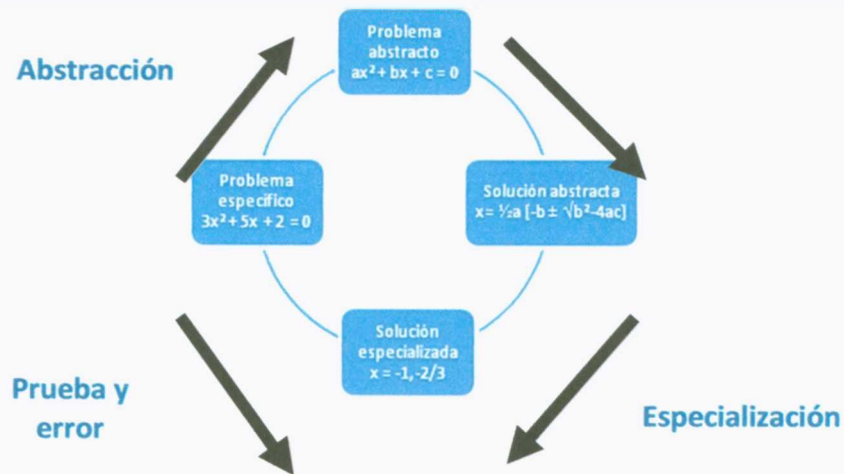 Problema
abstracto
ax² + bx + c = 0
Abstracción
Problema
específico
3x² + 5x + 2 = 0
Solución abstracta
x= ½a [-b ± √b²-4ac]
Solución
especializada
x = -1,-2/3
Prueba y
error
Especialización